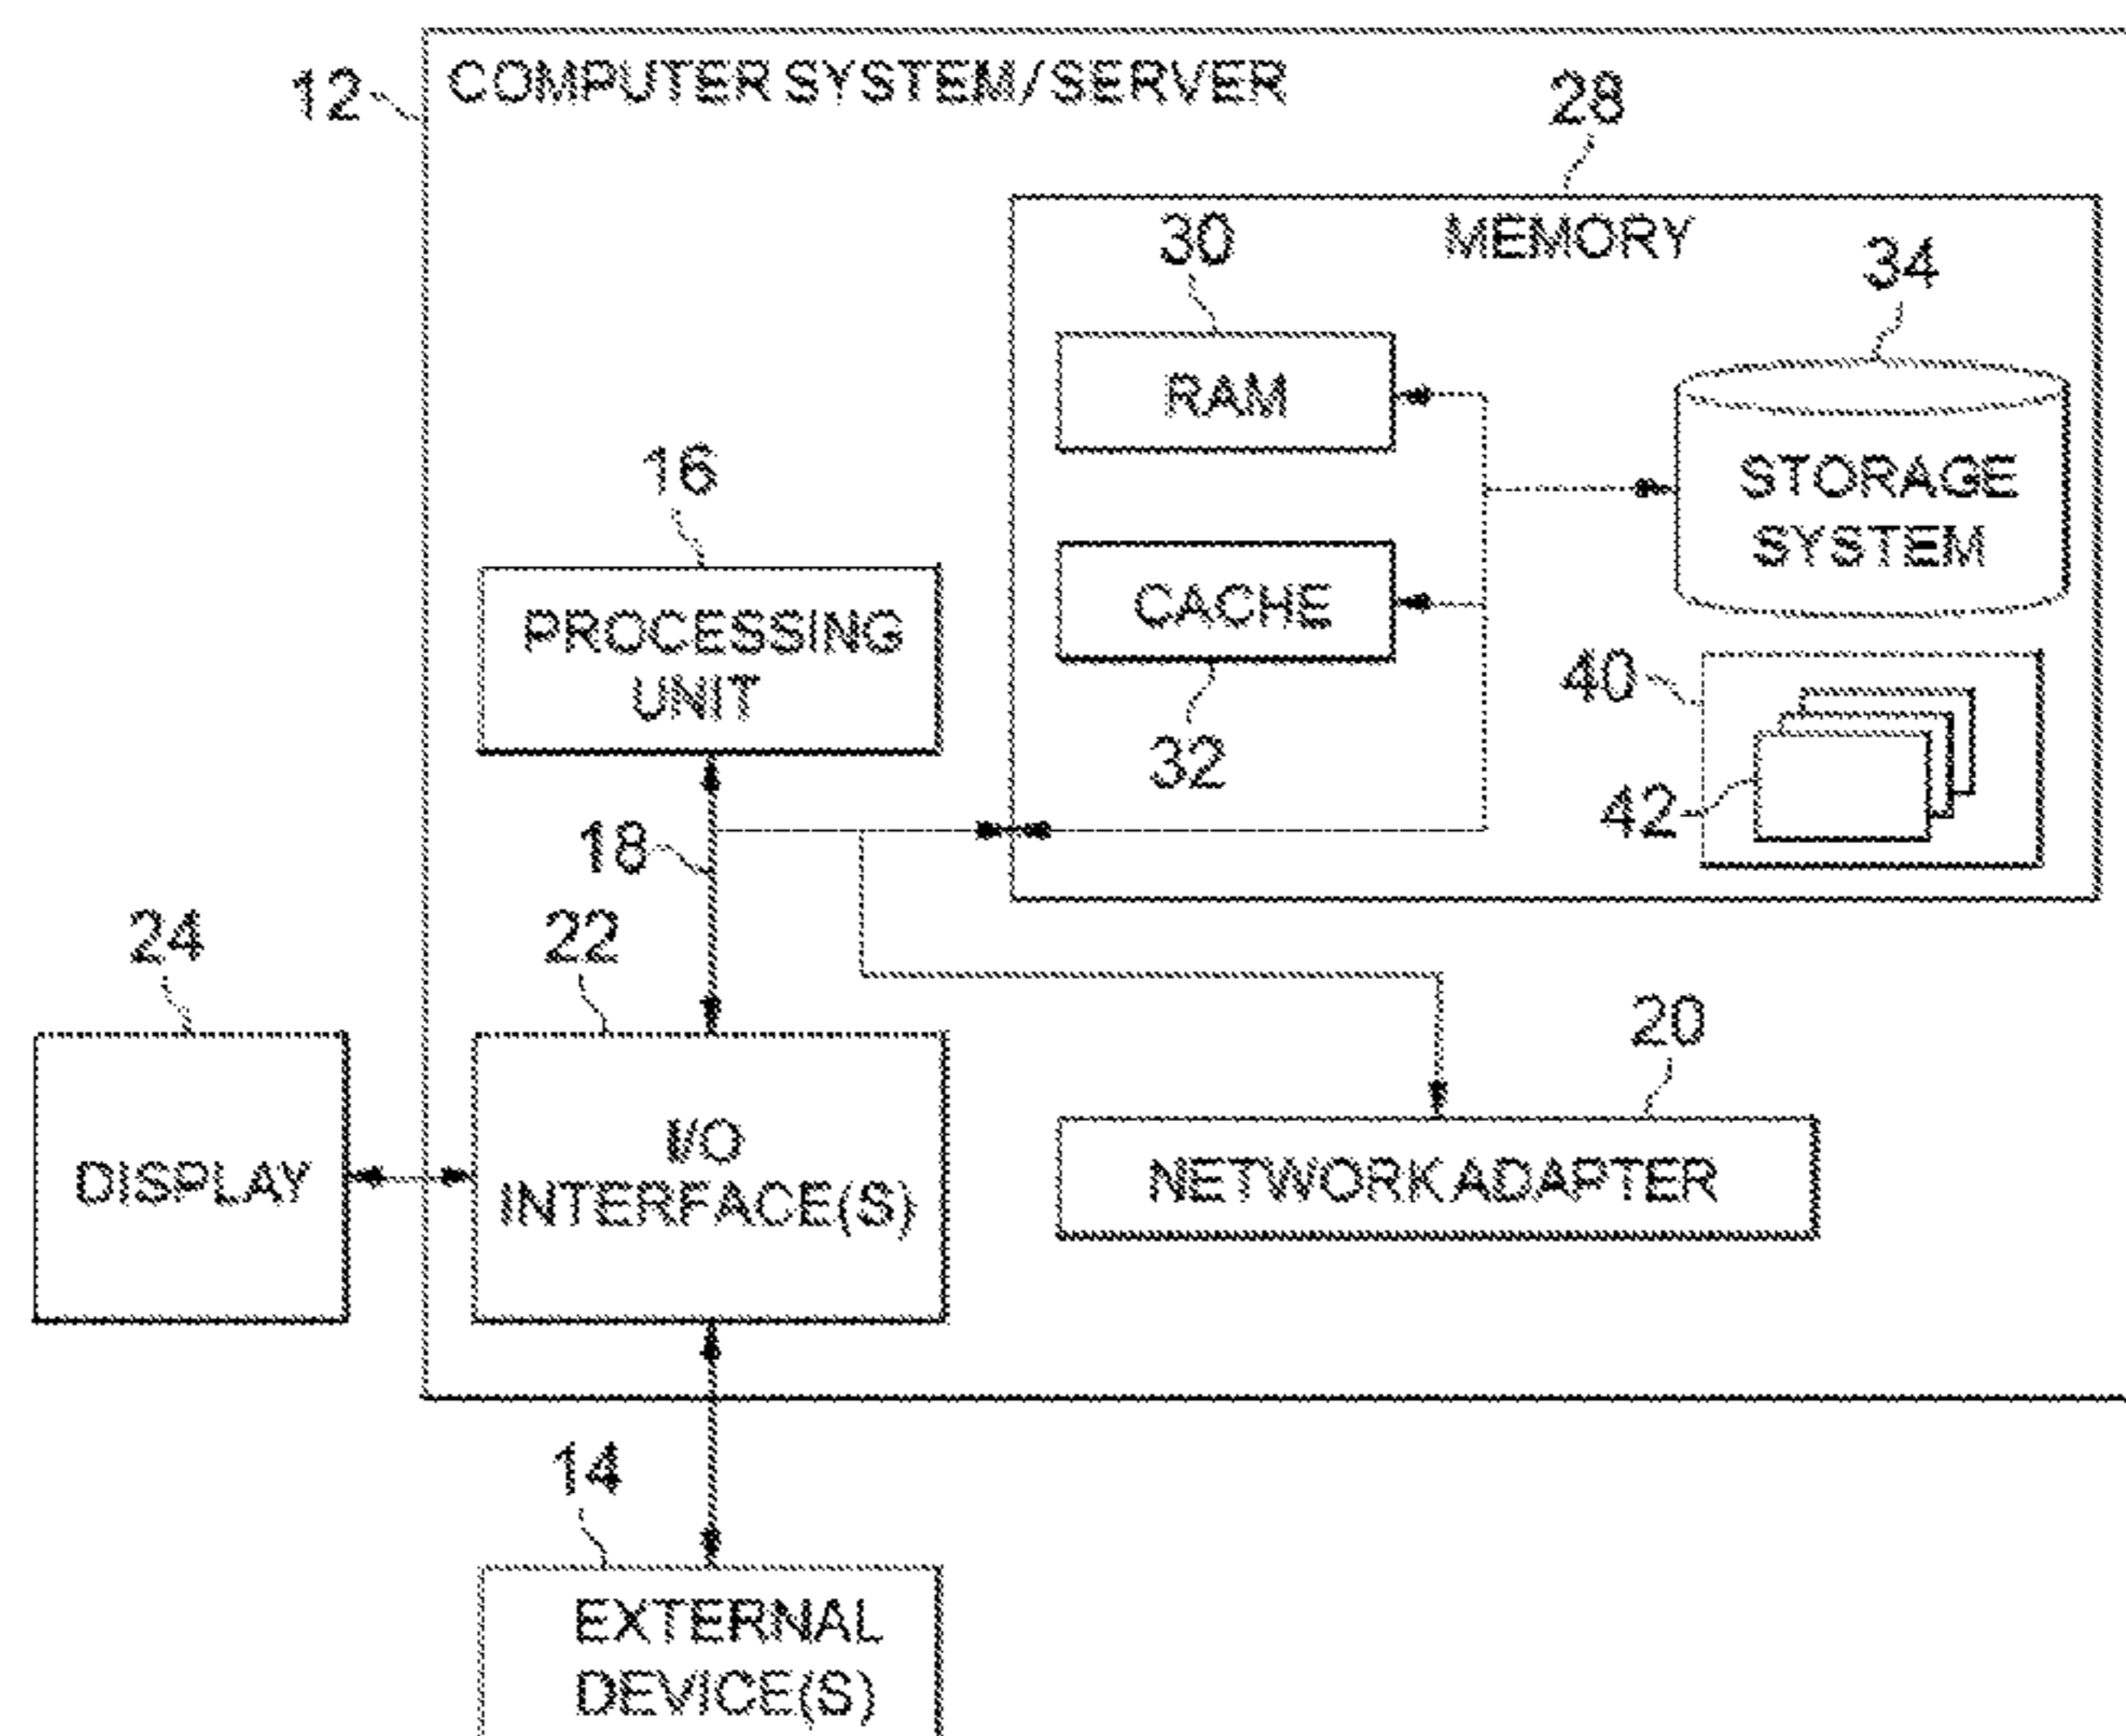 12
COMPUTER SYSTEM/SERVER
28
MEMORY
30
34
RAM
STORAGE
SYSTEM
16
PROCESSING
UNIT
CACHE
32
40
42
18
24
22
20
DISPLAY
I/O
INTERFACE(S)
NETWORK ADAPTER
14
EXTERNAL
DEVICE(S)